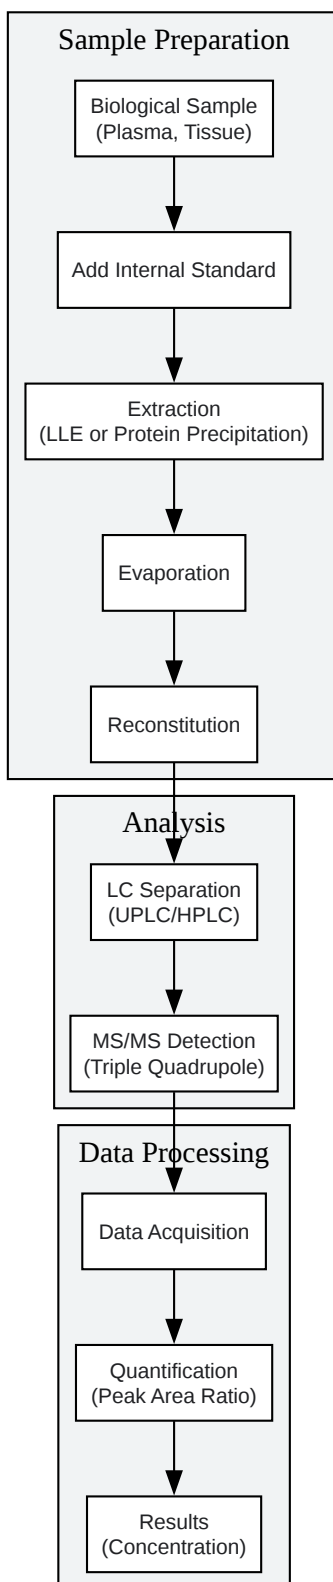 Sample Preparation
Biological Sample
(Plasma, Tissue)
Add Internal Standard
Extraction
(LLE or Protein Precipitation)
Evaporation
Reconstitution
Analysis
LC Separation
(UPLC/HPLC)
MS/MS Detection
(Triple Quadrupole)
Data Processing
Data Acquisition
Quantification
(Peak Area Ratio)
Results
(Concentration)